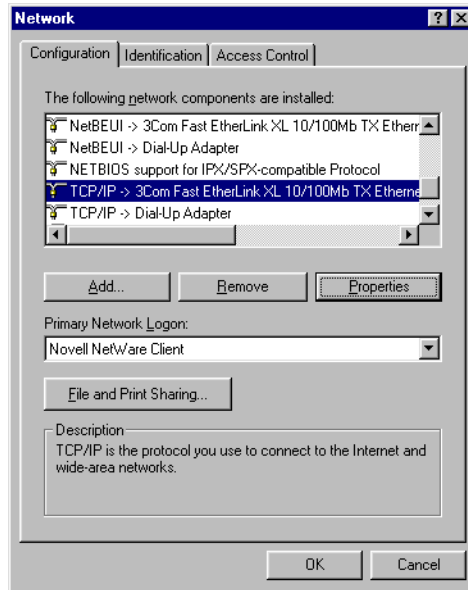 Network
Configuration Identification Access Control
The following network components are installed:
NetBEUI -> 3Com Fast EtherLink XL 10/100Mb TX Etherr
NetBEUI -> Dial-Up Adapter
NETBIOS support for IPX/SPX-compatible Protocol
TCP/IP -> 3Com Fast EtherLink XL 10/100Mb TX Etherne
TCP/IP -> Dial-Up Adapter
Add... Remove Properties
Primary Network Logon:
Novell NetWare Client
File and Print Sharing...
Description
TCP/IP is the protocol you use to connect to the Internet and
wide-area networks.
OK Cancel